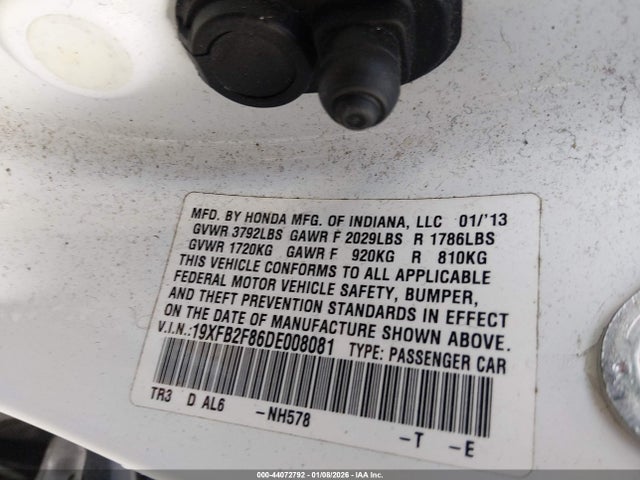 MFD. BY HONDA MFG. OF INDIANA, LLC 01/'13
GVWR 3792LBS GAWR F 2029LBS R 1786LBS
GVWR 1720KG GAWR F 920KG R 810KG
THIS VEHICLE CONFORMS TO ALL APPLICABLE
FEDERAL MOTOR VEHICLE SAFETY, BUMPER,
AND THEFT PREVENTION STANDARDS IN EFFECT
ON THE DATE OF MANUFACTURE SHOWN ABOVE.
V.I.N.:19XFB2F86DE008081 TYPE: PASSENGER CAR
TR3 D AL6 -NH578 -T -E
000-44072792 - 01/08/2026 - IAA Inc.